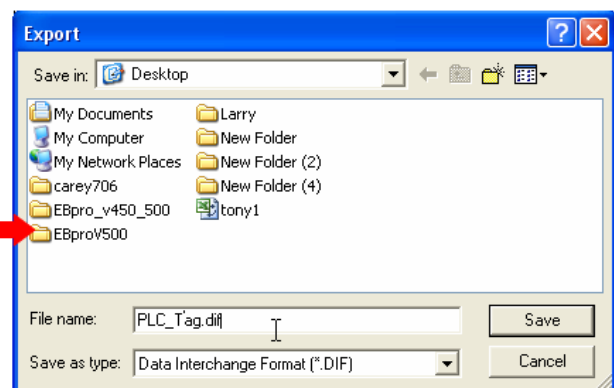 Export
Save in: Desktop
My Documents
My Computer
My Network Places
carey706
EBpro_v450_500
EBproV500
Larry
New Folder
New Folder (2)
New Folder (4)
tony1
File name: PLC_Tag.dif
Save
Save as type: Data Interchange Format (*.DIF)
Cancel